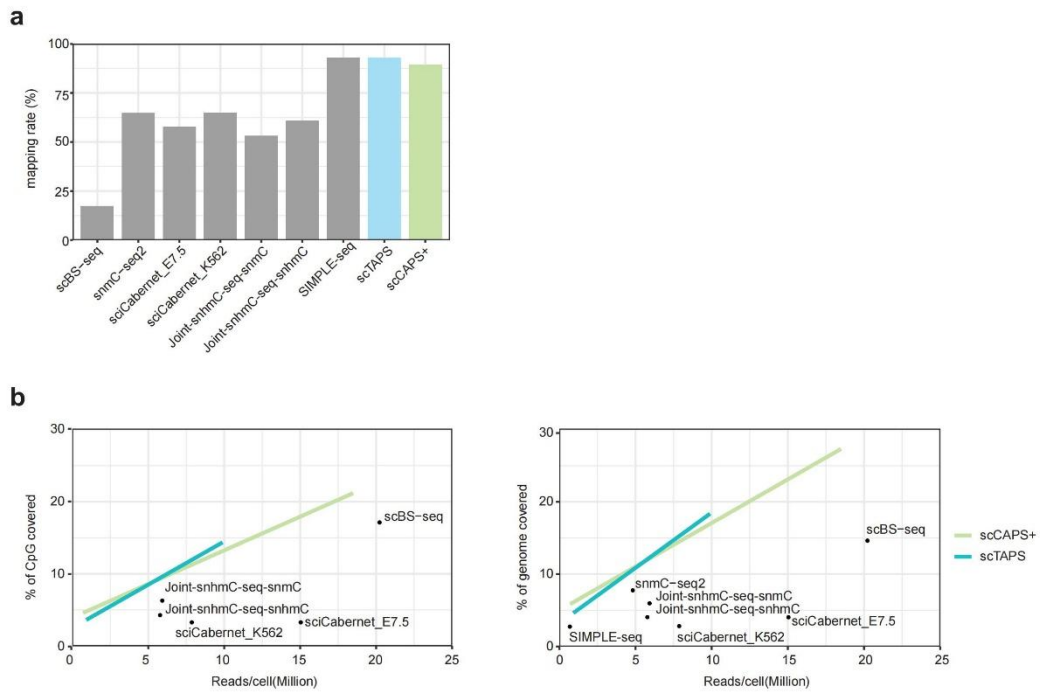 a
mapping rate (%)
100
75
50
25
0
scBS-seq
snmC-seq2
sciCabernet_E7.5
sciCabernet_K562
Joint-snhmC-seq-snmC
Joint-snhmC-seq-snhmC
SIMPLE-seq
scTAPS
scCAPS+
b
% of CpG covered
30
20
10
0
scBS-seq
Joint-snhmC-seq-snmC
Joint-snhmC-seq-snhmC
sciCabernet_K562
sciCabernet_E7.5
0 5 10 15 20 25
Reads/cell(Million)
% of genome covered
30
20
10
0
scBS-seq
snmC-seq2
Joint-snhmC-seq-snmC
Joint-snhmC-seq-snhmC
SIMPLE-seq
sciCabernet_K562
sciCabernet_E7.5
0 5 10 15 20 25
Reads/cell(Million)
scCAPS+
scTAPS